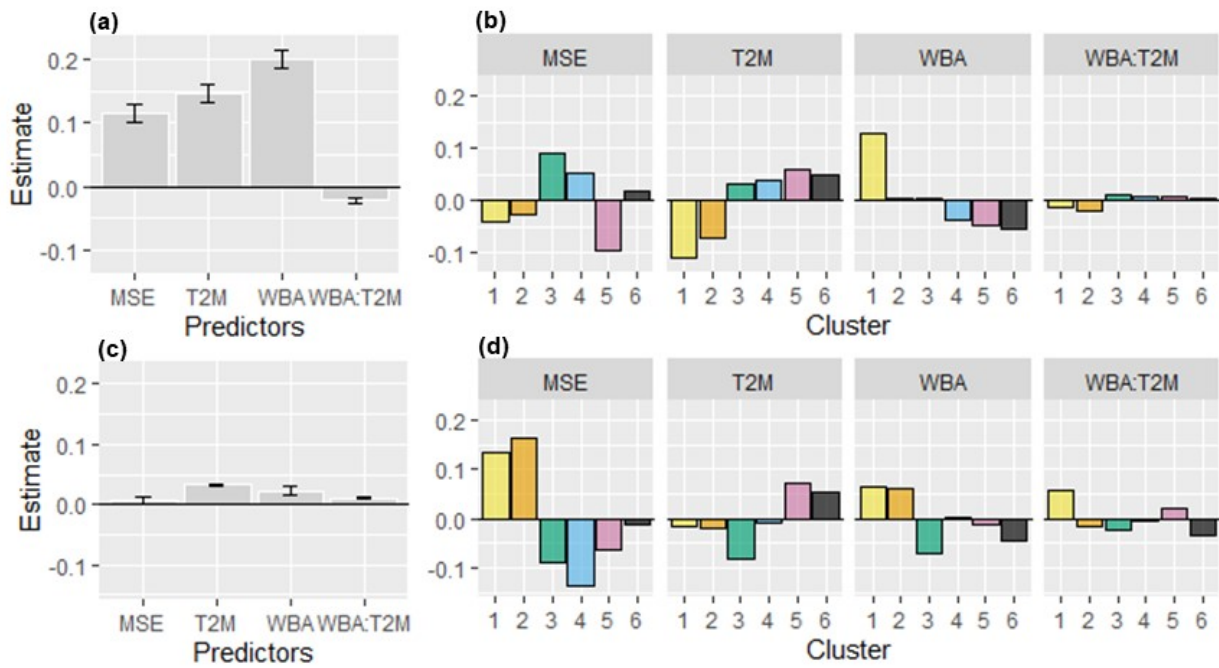 (a)
Estimate
0.2
0.1
0.0
-0.1
MSE T2M WBA WBA:T2M
Predictors
(b)
MSE T2M WBA WBA:T2M
0.2
0.1
0.0
-0.1
1 2 3 4 5 6 1 2 3 4 5 6 1 2 3 4 5 6 1 2 3 4 5 6
Cluster
(c)
Estimate
0.2
0.1
0.0
-0.1
MSE T2M WBA WBA:T2M
Predictors
(d)
MSE T2M WBA WBA:T2M
0.2
0.1
0.0
-0.1
1 2 3 4 5 6 1 2 3 4 5 6 1 2 3 4 5 6 1 2 3 4 5 6
Cluster